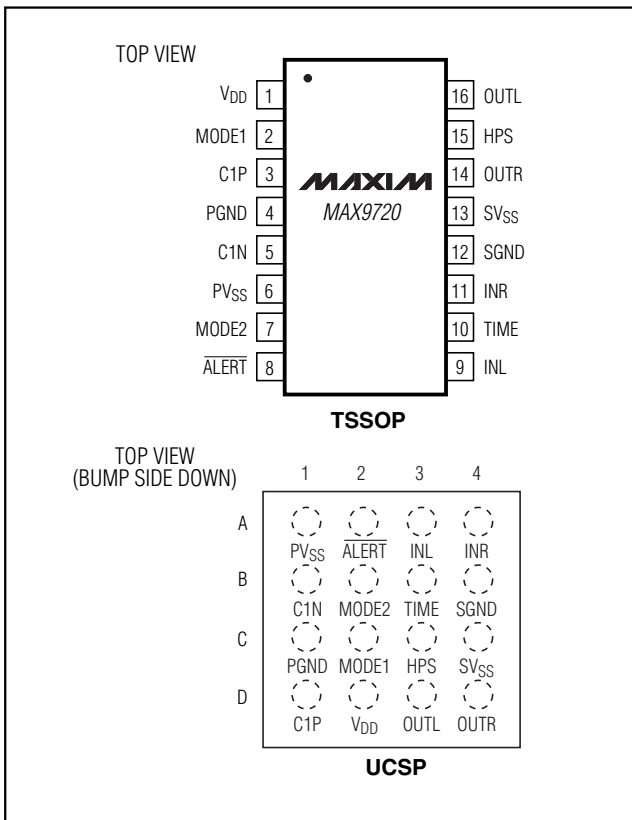 TOP VIEW
VDD 1 16 OUTL
MODE1 2 15 HPS
C1P 3 14 OUTR
MAXIM
PGND 4 MAX9720 13 SVSS
C1N 5 12 SGND
PVSS 6 11 INR
MODE2 7 10 TIME
ALERT 8 9 INL
TSSOP
TOP VIEW
(BUMP SIDE DOWN)
1 2 3 4
A
PVSS ALERT INL INR
B
C1N MODE2 TIME SGND
C
PGND MODE1 HPS SVSS
D
C1P VDD OUTL OUTR
UCSP